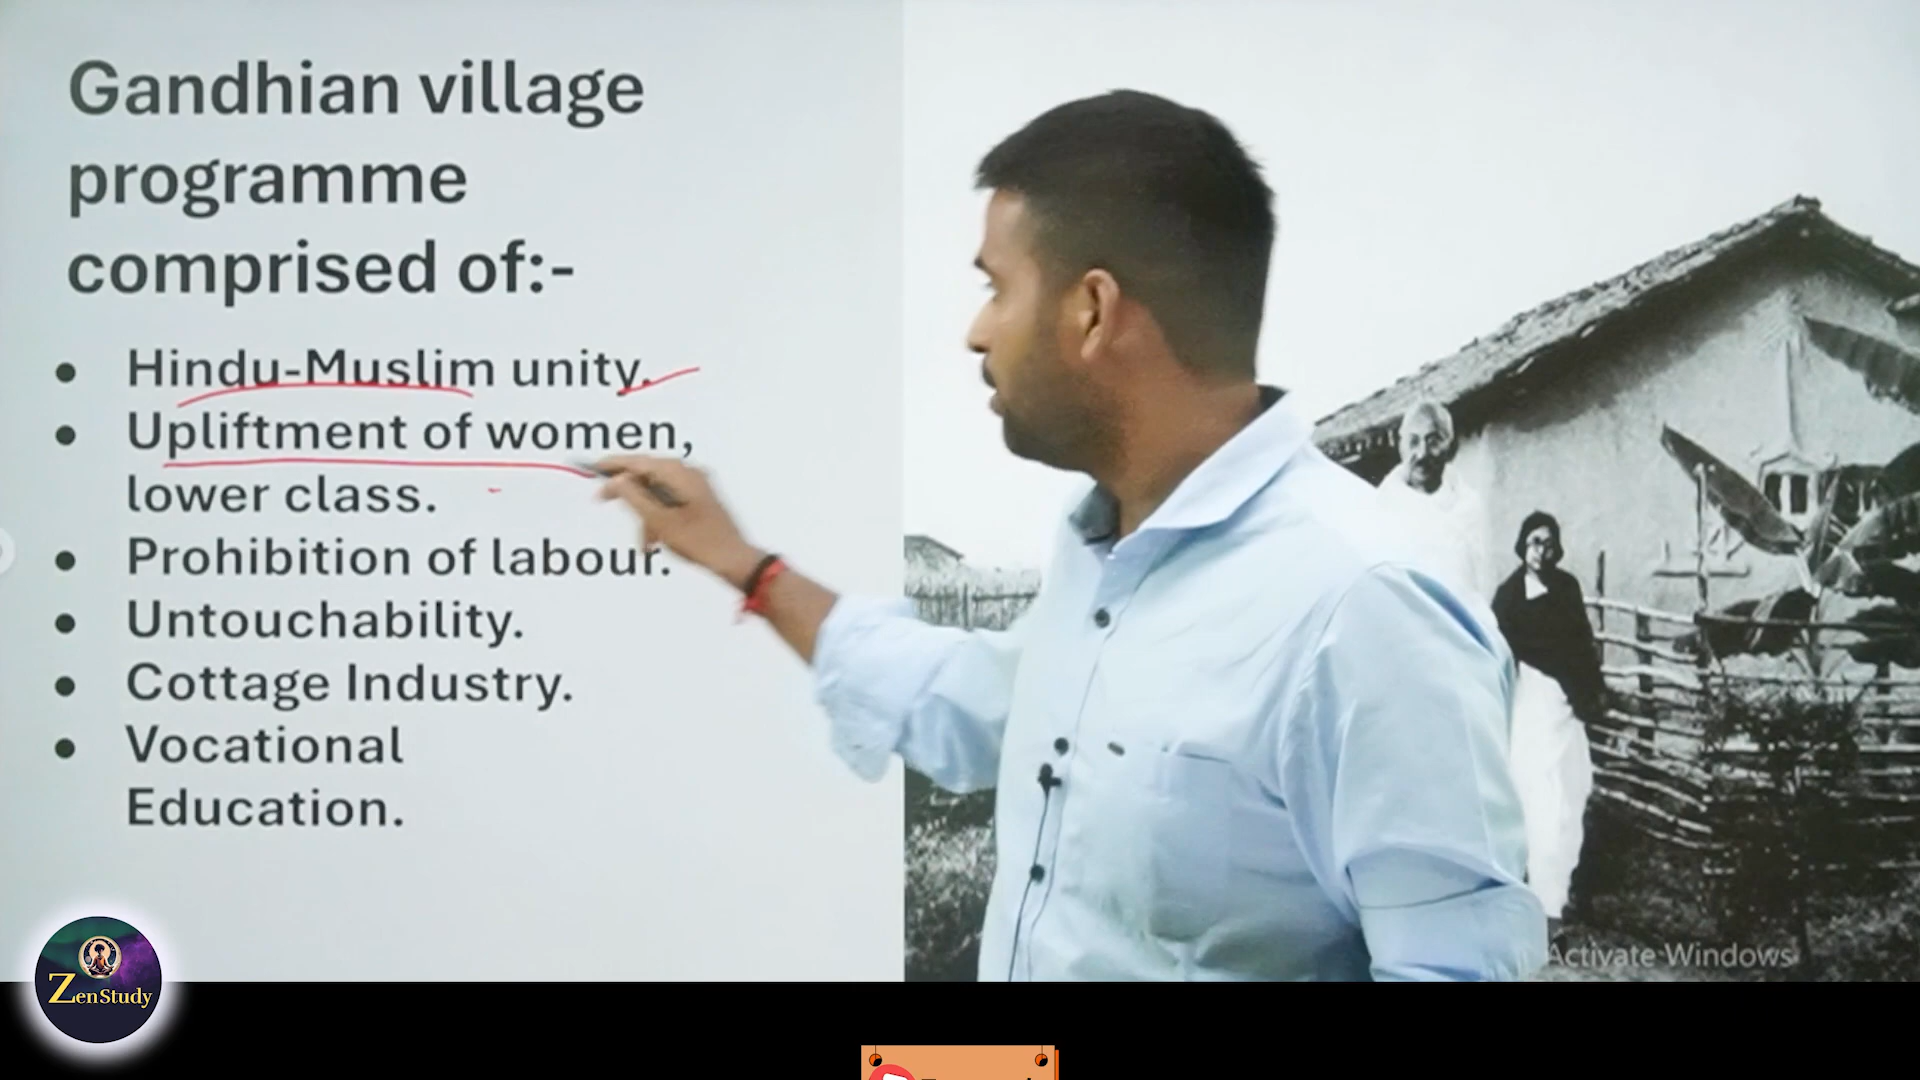 Gandhian village
programme
comprised of:-
• Hindu-Muslim unity.
• Upliftment of women,
lower class.
• Prohibition of labour.
• Untouchability.
• Cottage Industry.
• Vocational
Education.
Activate Windows
ZenStudy